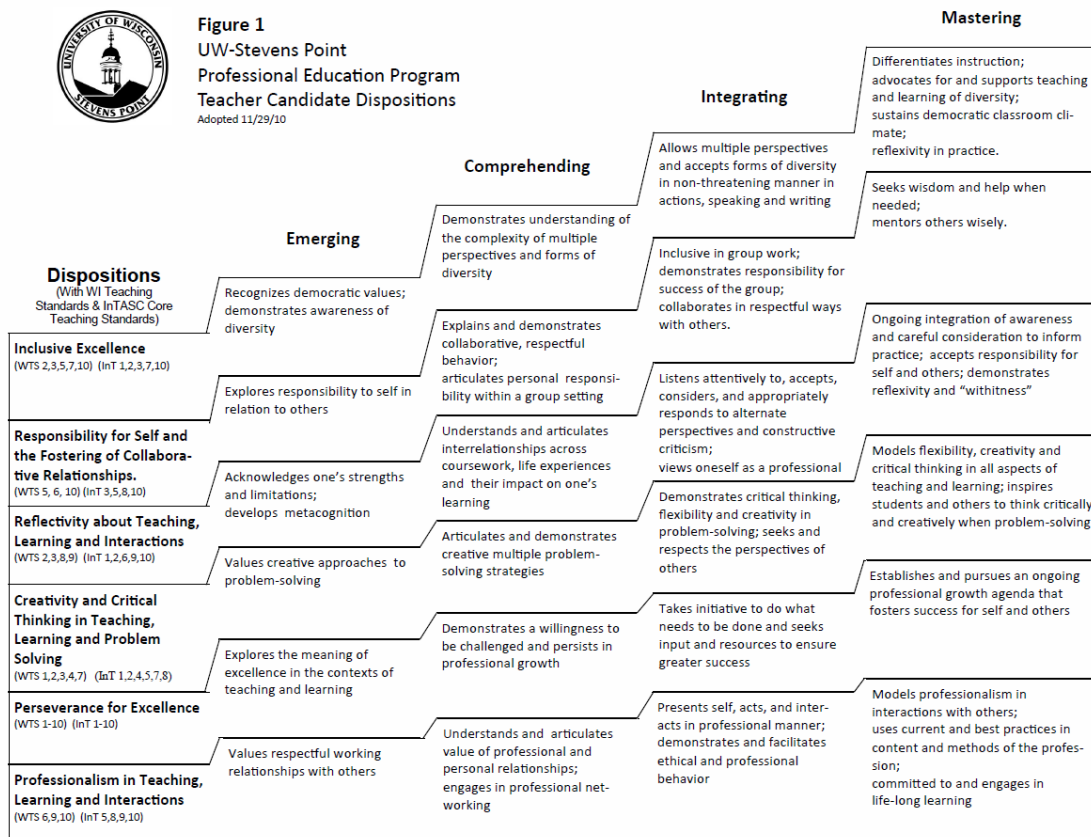 UNIVERSITY OF WISCONSIN
STEVENS POINT
Figure 1
UW-Stevens Point
Professional Education Program
Teacher Candidate Dispositions
Adopted 11/29/10
Dispositions
(With WI Teaching
Standards & InTASC Core
Teaching Standards)
Emerging
Comprehending
Integrating
Mastering
Inclusive Excellence
(WTS 2,3,5,7,10) (InT 1,2,3,7,10)
Recognizes democratic values;
demonstrates awareness of
diversity
Demonstrates understanding of
the complexity of multiple
perspectives and forms of
diversity
Allows multiple perspectives
and accepts forms of diversity
in non-threatening manner in
actions, speaking and writing
Differentiates instruction;
advocates for and supports teaching
and learning of diversity;
sustains democratic classroom cli-
mate;
reflexivity in practice.
Responsibility for Self and
the Fostering of Collabora-
tive Relationships.
(WTS 5, 6, 10) (InT 3,5,8,10)
Explores responsibility to self in
relation to others
Explains and demonstrates
collaborative, respectful
behavior;
articulates personal responsi-
bility within a group setting
Inclusive in group work;
demonstrates responsibility for
success of the group;
collaborates in respectful ways
with others.
Seeks wisdom and help when
needed;
mentors others wisely.
Reflectivity about Teaching,
Learning and Interactions
(WTS 2,3,8,9) (InT 1,2,6,9,10)
Acknowledges one's strengths
and limitations;
develops metacognition
Understands and articulates
interrelationships across
coursework, life experiences
and their impact on one's
learning
Listens attentively to, accepts,
considers, and appropriately
responds to alternate
perspectives and constructive
criticism;
views oneself as a professional
Ongoing integration of awareness
and careful consideration to inform
practice; accepts responsibility for
self and others; demonstrates
reflexivity and "withitness"
Creativity and Critical
Thinking in Teaching,
Learning and Problem
Solving
(WTS 1,2,3,4,7) (InT 1,2,4,5,7,8)
Values creative approaches to
problem-solving
Articulates and demonstrates
creative multiple problem-
solving strategies
Demonstrates critical thinking,
flexibility and creativity in
problem-solving; seeks and
respects the perspectives of
others
Models flexibility, creativity and
critical thinking in all aspects of
teaching and learning; inspires
students and others to think critically
and creatively when problem-solving
Perseverance for Excellence
(WTS 1-10) (InT 1-10)
Explores the meaning of
excellence in the contexts of
teaching and learning
Demonstrates a willingness to
be challenged and persists in
professional growth
Takes initiative to do what
needs to be done and seeks
input and resources to ensure
greater success
Establishes and pursues an ongoing
professional growth agenda that
fosters success for self and others
Professionalism in Teaching,
Learning and Interactions
(WTS 6,9,10) (InT 5,8,9,10)
Values respectful working
relationships with others
Understands and articulates
value of professional and
personal relationships;
engages in professional net-
working
Presents self, acts, and inter-
acts in professional manner;
demonstrates and facilitates
ethical and professional
behavior
Models professionalism in
interactions with others;
uses current and best practices in
content and methods of the profes-
sion;
committed to and engages in
life-long learning